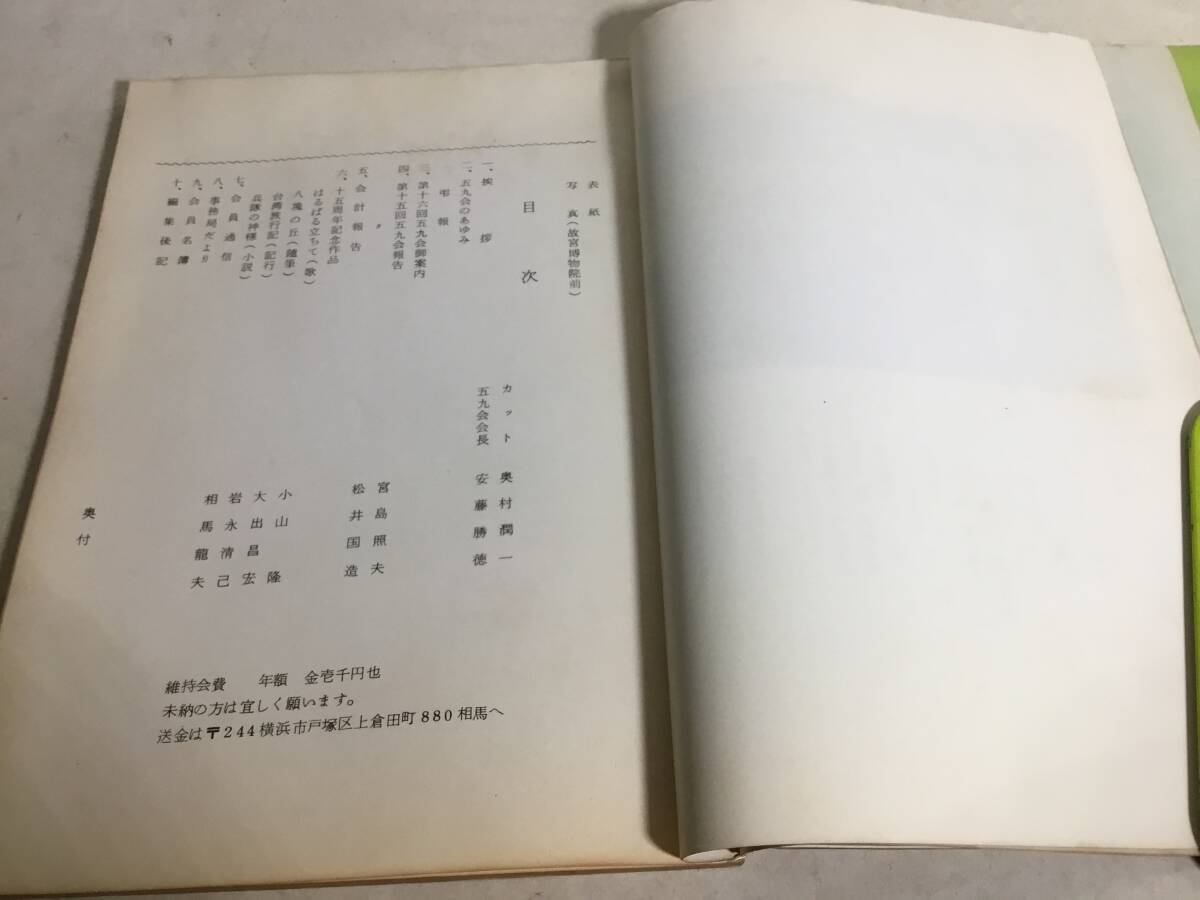 表紙
写真(故宮博物院前)
目次
カット 奥村潤一
一、挨拶 五九会会長 安藤勝徳
二、五九会のあゆみ
弔報
三、第十六回五九会御案内
四、第十五回五九会報告
〃 宮島照夫
五、会計報告 松井国造
六、十五周年記念作品
はるばる立ちて(歌) 小山隆
八塊の丘(随筆) 大出昌宏
台湾旅行記(記行) 岩永清己
兵隊の神様(小説) 相馬龍夫
七、会員通信
八、事務局だより
九、会員名簿
十、編集後記
奥付
維持会費 年額 金壱千円也
未納の方は宜しく願います。
送金は〒244横浜市戸塚区上倉田町880相馬へ